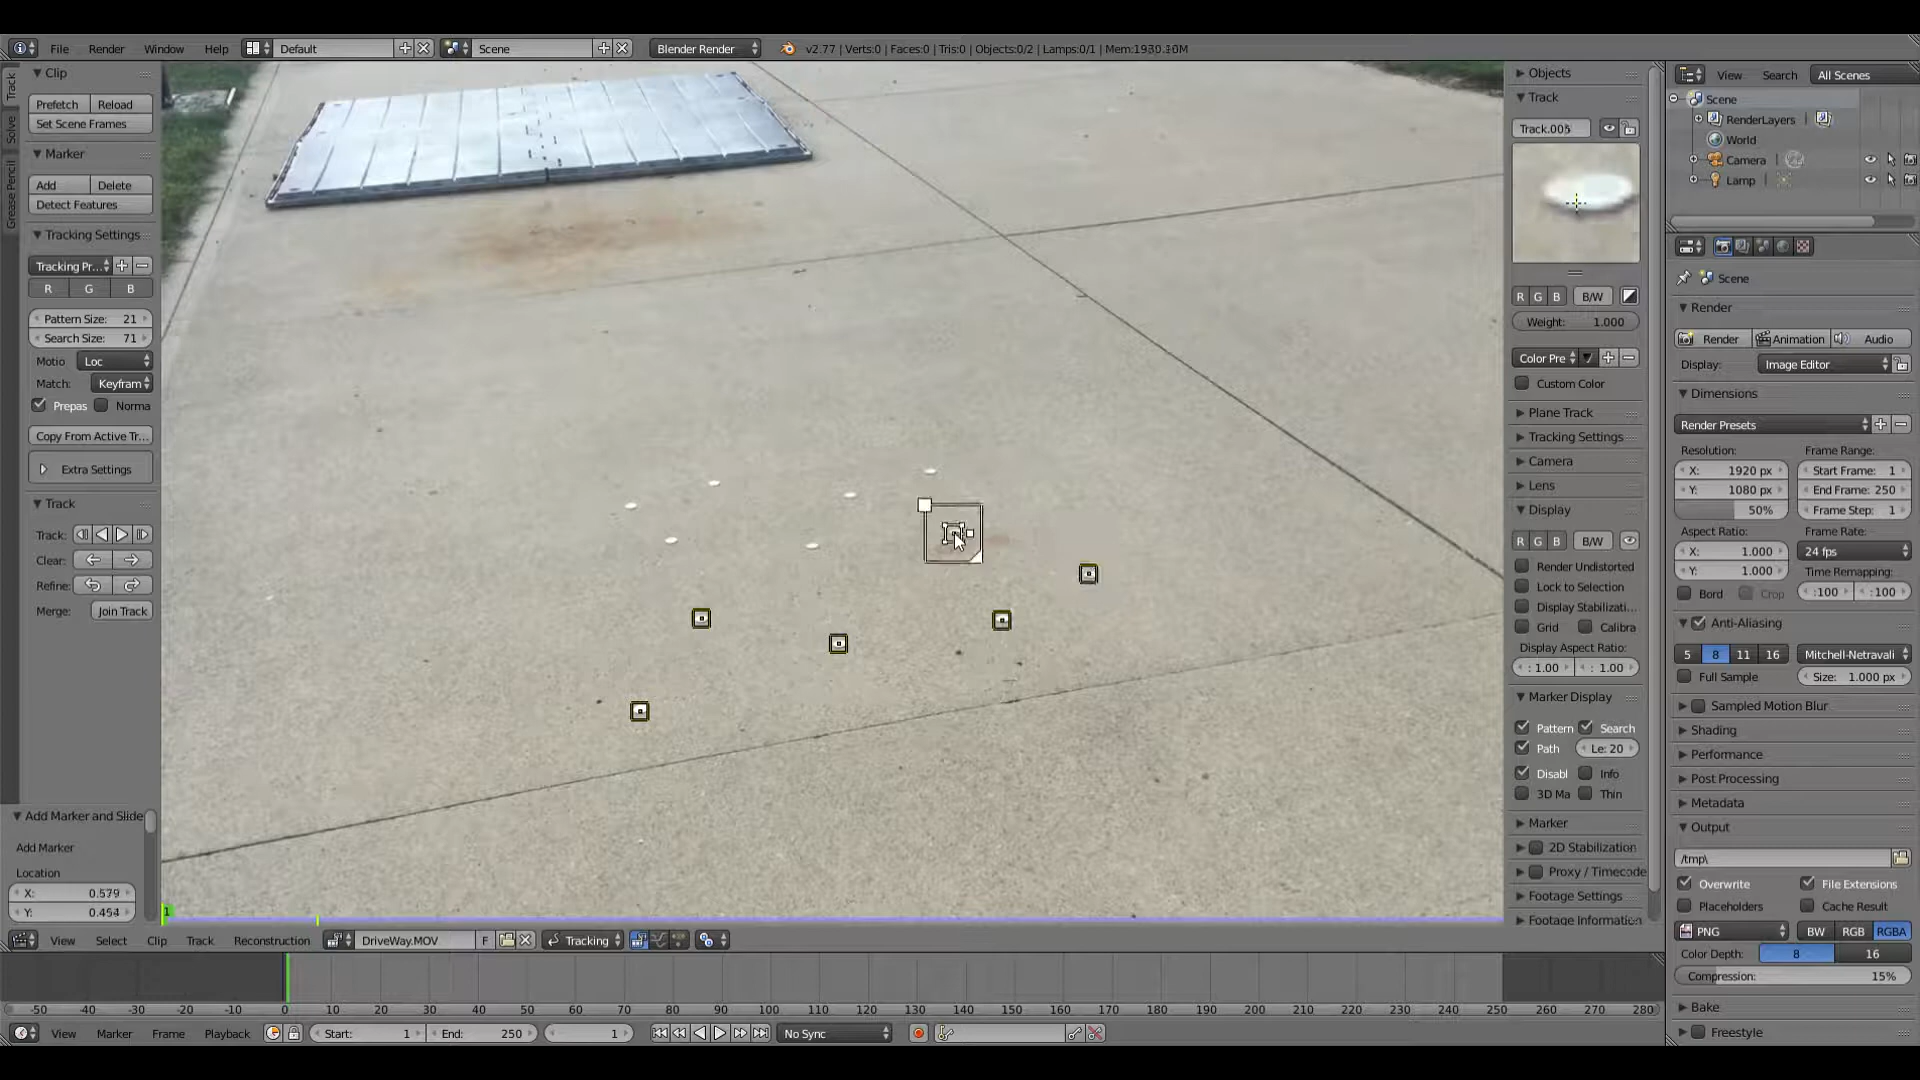 File Render Window Help Default Scene Blender Render v2.77 | Verts:0 | Faces:0 | Tris:0 | Objects:0/2 | Lamps:0/1 | Mem:1930.10M
Track
Solve
Grease Pencil
Clip
Prefetch Reload
Set Scene Frames
Marker
Add Delete
Detect Features
Tracking Settings
Tracking Pr...
R G B
Pattern Size: 21
Search Size: 71
Motio Loc
Match: Keyfram
Prepas Norma
Copy From Active Tr...
Extra Settings
Track
Track:
Clear:
Refine:
Merge: Join Track
Add Marker and Slide
Add Marker
Location
X: 0.579
Y: 0.454
1
Objects
Track
Track.005
R G B B/W
Weight: 1.000
Color Pre
Custom Color
Plane Track
Tracking Settings
Camera
Lens
Display
R G B B/W
Render Undistorted
Lock to Selection
Display Stabilizati...
Grid Calibra
Display Aspect Ratio:
: 1.00 : 1.00
Marker Display
Pattern Search
Path Le: 20
Disabl Info
3D Ma Thin
Marker
2D Stabilization
Proxy / Timecode
Footage Settings
Footage Information
View Search All Scenes
Scene
RenderLayers
World
Camera
Lamp
Scene
Render
Render Animation Audio
Display: Image Editor
Dimensions
Render Presets
Resolution: Frame Range:
X: 1920 px Start Frame: 1
Y: 1080 px End Frame: 250
50% Frame Step: 1
Aspect Ratio: Frame Rate:
X: 1.000 24 fps
Y: 1.000 Time Remapping:
Bord Crop :100 :100
Anti-Aliasing
5 8 11 16 Mitchell-Netravali
Full Sample Size: 1.000 px
Sampled Motion Blur
Shading
Performance
Post Processing
Metadata
Output
/tmp\
Overwrite File Extensions
Placeholders Cache Result
PNG BW RGB RGBA
Color Depth: 8 16
Compression: 15%
Bake
Freestyle
View Select Clip Track Reconstruction DriveWay.MOV F Tracking
-50 -40 -30 -20 -10 0 10 20 30 40 50 60 70 80 90 100 110 120 130 140 150 160 170 180 190 200 210 220 230 240 250 260 270 280
View Marker Frame Playback Start: 1 End: 250 1 No Sync